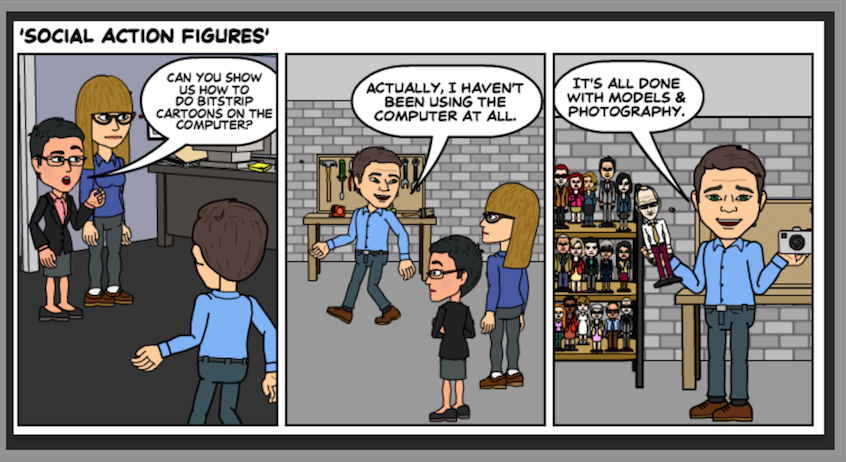 'SOCIAL ACTION FIGURES'
CAN YOU SHOW
US HOW TO
DO BITSTRIP
CARTOONS ON THE
COMPUTER?
ACTUALLY, I HAVEN'T
BEEN USING THE
COMPUTER AT ALL.
IT'S ALL DONE
WITH MODELS &
PHOTOGRAPHY.